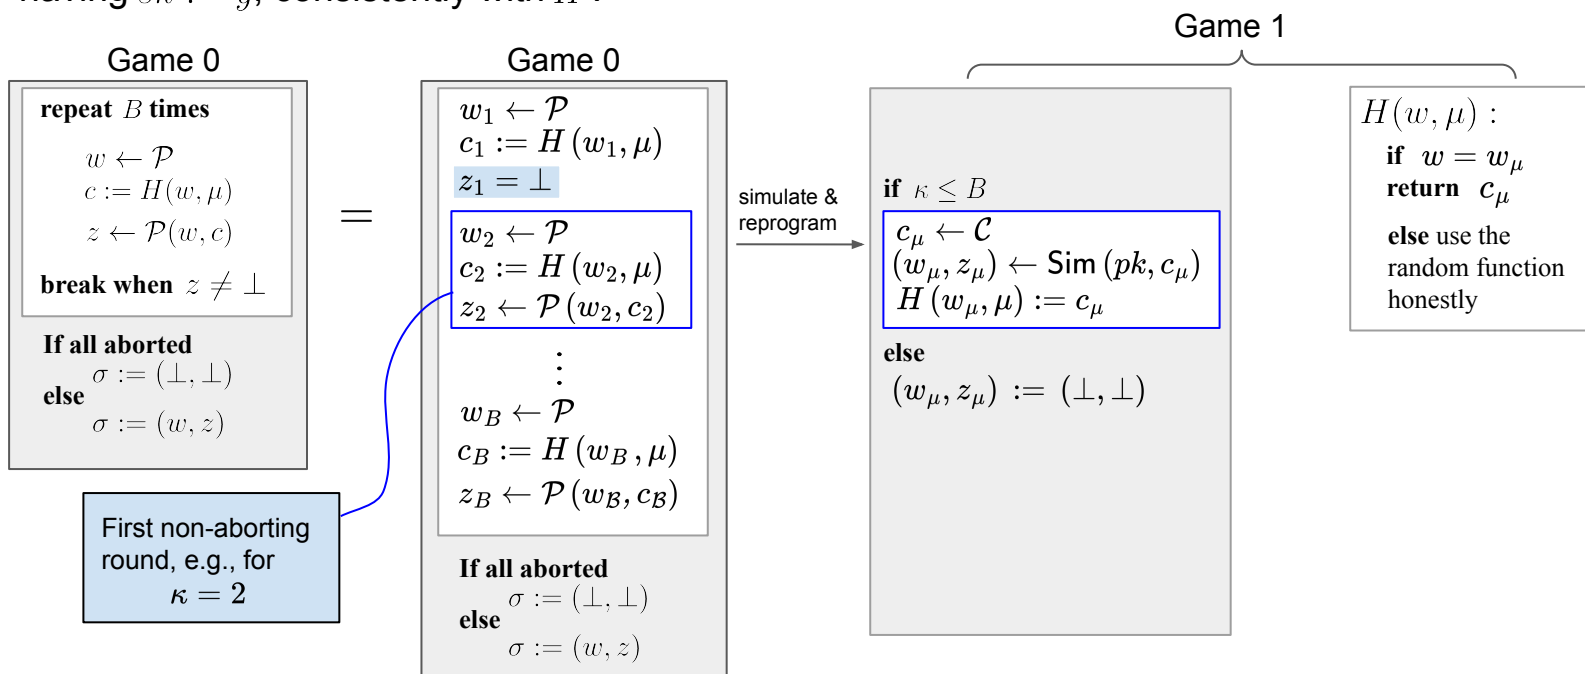 Game 0
repeat B times
w ← 𝒫
c := H(w, μ)
z ← 𝒫(w, c)
break when z ≠ ⊥
If all aborted
σ := (⊥, ⊥)
else
σ := (w, z)
=
First non-aborting
round, e.g., for
κ = 2
Game 0
w₁ ← 𝒫
c₁ := H (w₁, μ)
z₁ = ⊥
w₂ ← 𝒫
c₂ := H (w₂, μ)
z₂ ← 𝒫 (w₂, c₂)
⋮
w_B ← 𝒫
c_B := H (w_B , μ)
z_B ← 𝒫 (w_ℬ, c_ℬ)
If all aborted
σ := (⊥, ⊥)
else
σ := (w, z)
simulate &
reprogram
Game 1
if κ ≤ B
c_μ ← 𝒞
(w_μ, z_μ) ← Sim (pk, c_μ)
H (w_μ, μ) := c_μ
else
(w_μ, z_μ) := (⊥, ⊥)
H(w, μ) :
if w = w_μ
return c_μ
else use the
random function
honestly